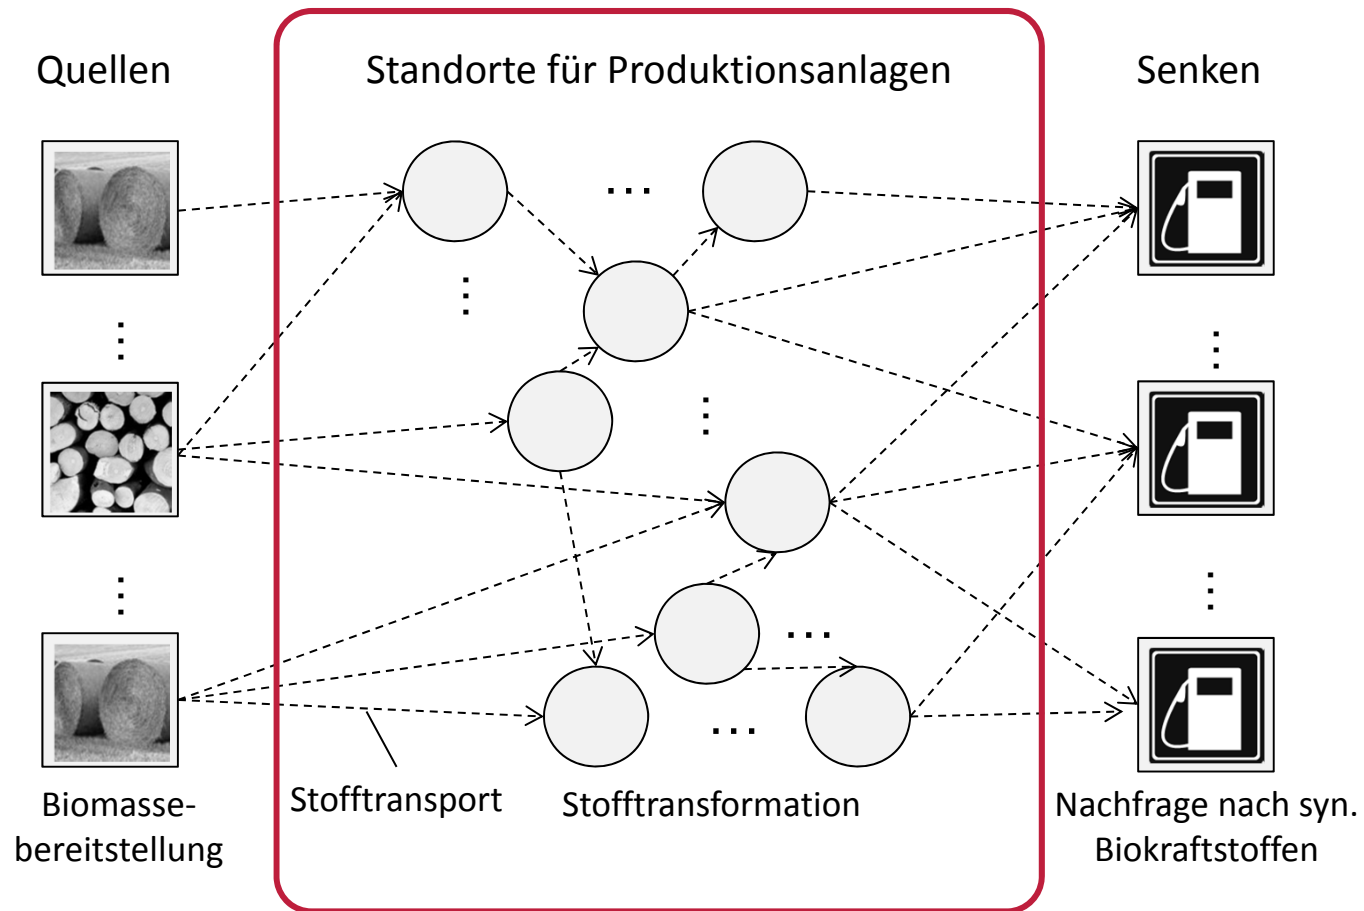 Quellen
Standorte für Produktionsanlagen
Senken
Biomasse-
bereitstellung
Stofftransport
Stofftransformation
Nachfrage nach syn.
Biokraftstoffen